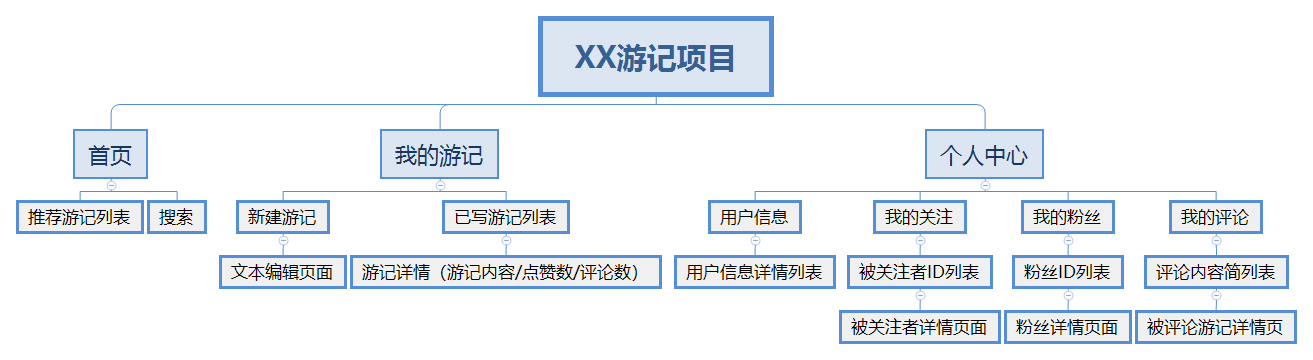 XX游记项目
首页
我的游记
个人中心
推荐游记列表
搜索
新建游记
已写游记列表
用户信息
我的关注
我的粉丝
我的评论
文本编辑页面
游记详情（游记内容/点赞数/评论数）
用户信息详情列表
被关注者ID列表
粉丝ID列表
评论内容简列表
被关注者详情页面
粉丝详情页面
被评论游记详情页